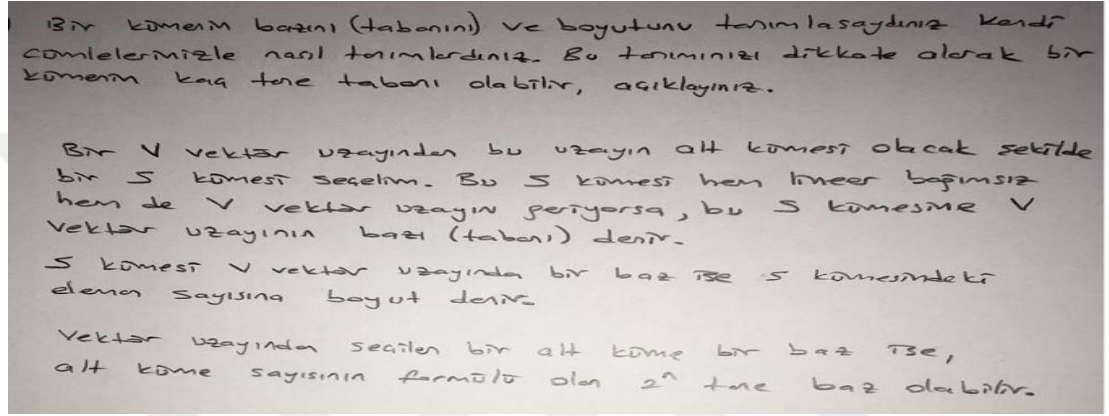 Bir kümenin bazını (tabanını) ve boyutunu tanımlasaydınız kendi
cümlelerinizle nasıl tanımlardınız. Bu tanımınızı dikkate alarak bir
kümenin kaç tane tabanı olabilir, açıklayınız.
Bir V vektör uzayından bu uzayın alt kümesi olacak şekilde
bir S kümesi seçelim. Bu S kümesi hem lineer bağımsız
hem de V vektör uzayın geriyorsa, bu S kümesine V
vektör uzayının bazı (tabanı) denir.
S kümesi V vektör uzayında bir baz ise S kümesindeki
eleman sayısına boyut denir.
Vektör uzayından seçilen bir alt küme bir baz ise,
alt küme sayısının formülü olan 2ⁿ tane baz olabilir.